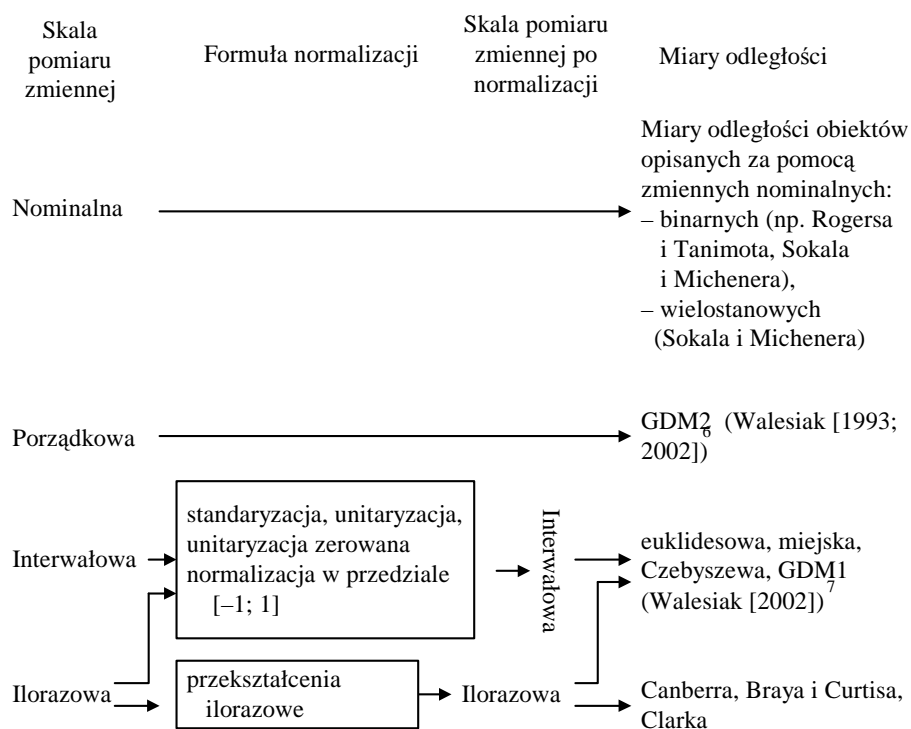 Skala
pomiaru
zmiennej
Formuła normalizacji
Skala pomiaru
zmiennej po
normalizacji
Miary odległości
Nominalna
Miary odległości obiektów
opisanych za pomocą
zmiennych nominalnych:
– binarnych (np. Rogersa
i Tanimota, Sokala
i Michenera),
– wielostanowych
(Sokala i Michenera)
Porządkowa
GDM2 6 (Walesiak [1993;
2002])
Interwałowa
standaryzacja, unitaryzacja,
unitaryzacja zerowana
normalizacja w przedziale
[–1; 1]
Interwałowa
euklidesowa, miejska,
Czebyszewa, GDM1
(Walesiak [2002])7
Ilorazowa
przekształcenia
ilorazowe
Ilorazowa
Canberra, Braya i Curtisa,
Clarka